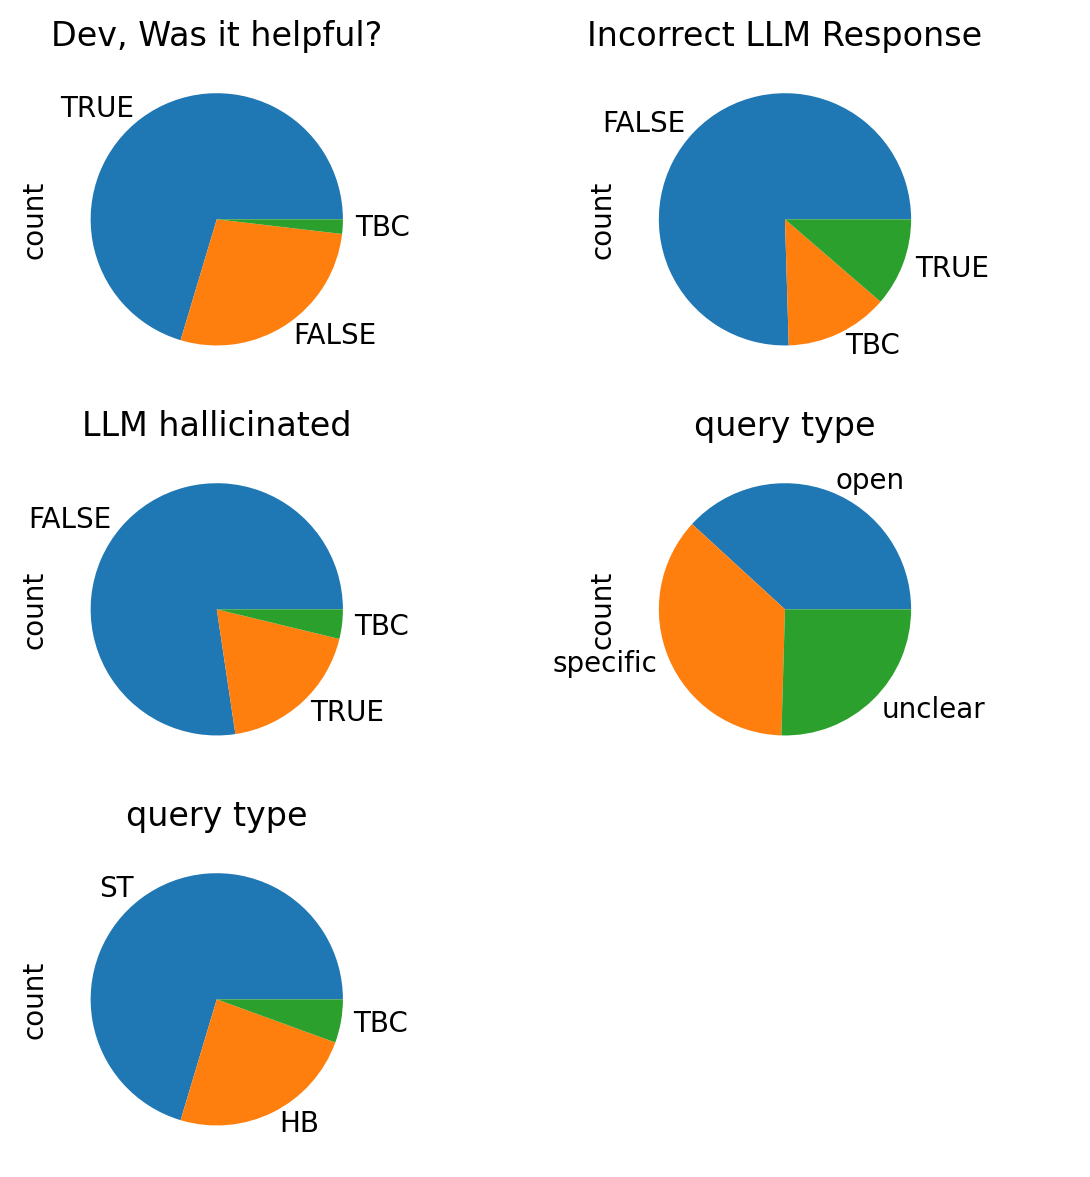 Dev, Was it helpful?
TRUE
count
TBC
FALSE
Incorrect LLM Response
FALSE
count
TRUE
TBC
LLM hallicinated
FALSE
count
TBC
TRUE
query type
open
count
specific
unclear
query type
ST
count
TBC
HB